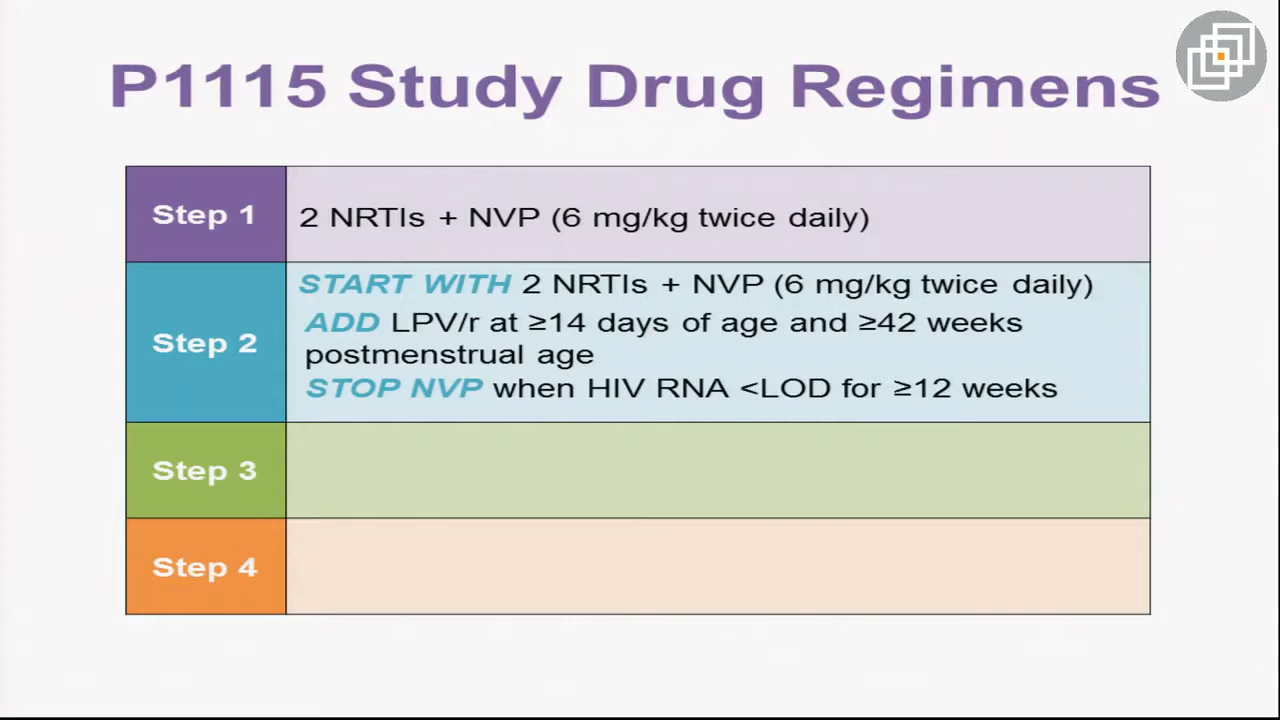 P1115 Study Drug Regimens
Step 1
2 NRTIs + NVP (6 mg/kg twice daily)
Step 2
START WITH 2 NRTIs + NVP (6 mg/kg twice daily)
ADD LPV/r at ≥14 days of age and ≥42 weeks
postmenstrual age
STOP NVP when HIV RNA <LOD for ≥12 weeks
Step 3
Step 4